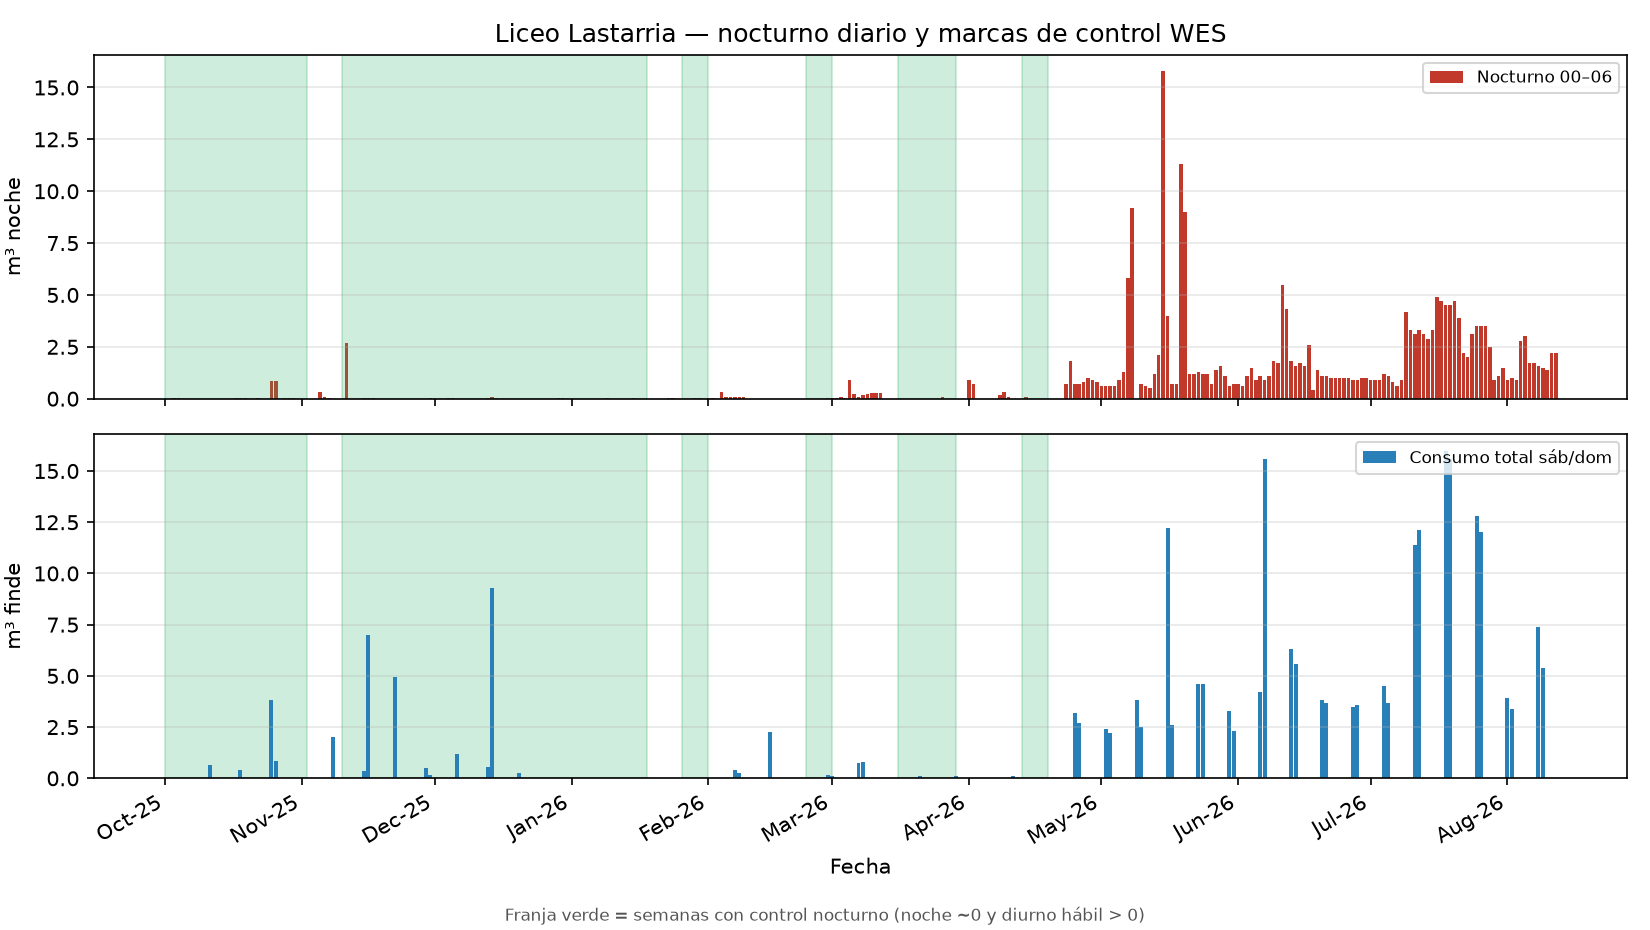 Liceo Lastarria — nocturno diario y marcas de control WES
15.0
12.5
10.0
7.5
5.0
2.5
0.0
m³ noche
Nocturno 00–06
15.0
12.5
10.0
7.5
5.0
2.5
0.0
m³ finde
Consumo total sáb/dom
Oct-25
Nov-25
Dec-25
Jan-26
Feb-26
Mar-26
Apr-26
May-26
Jun-26
Jul-26
Aug-26
Fecha
Franja verde = semanas con control nocturno (noche ~0 y diurno hábil > 0)